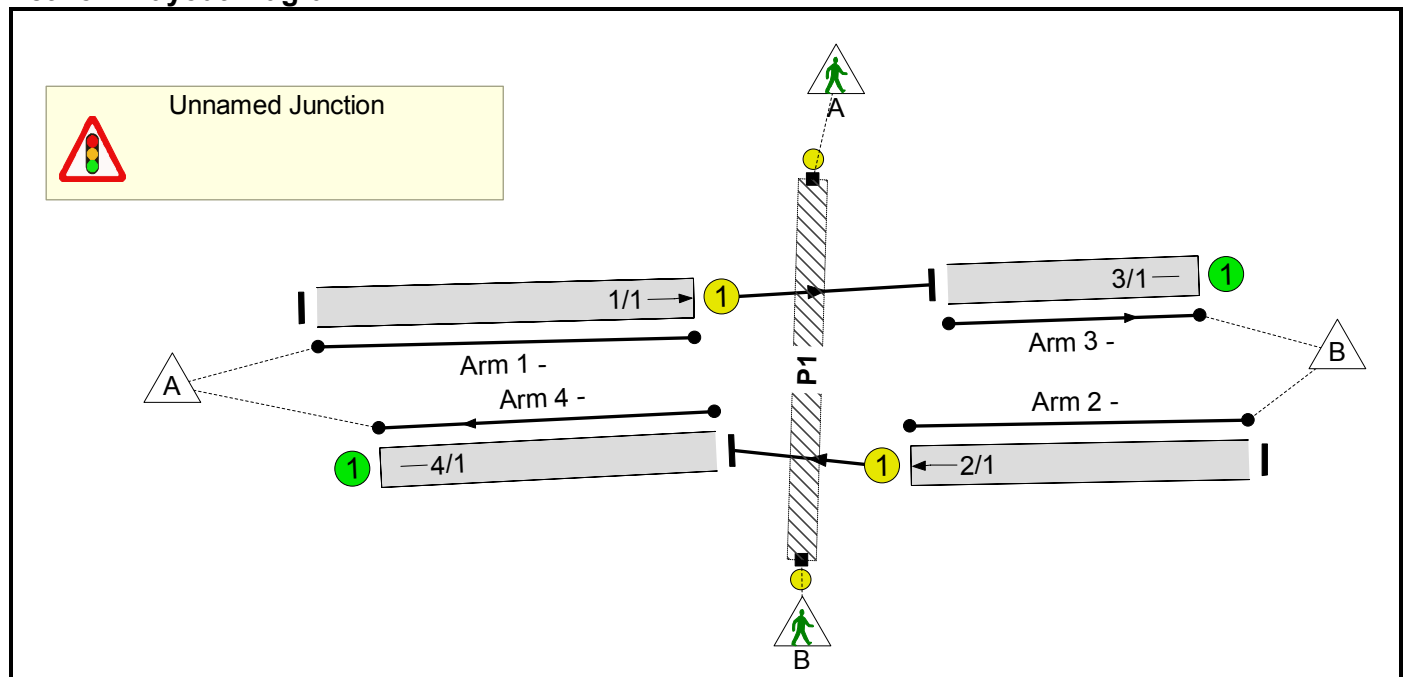 Unnamed Junction
A
1/1
1
3/1
1
Arm 1 -
Arm 3 -
A
B
P1
Arm 4 -
Arm 2 -
1
4/1
1
2/1
B